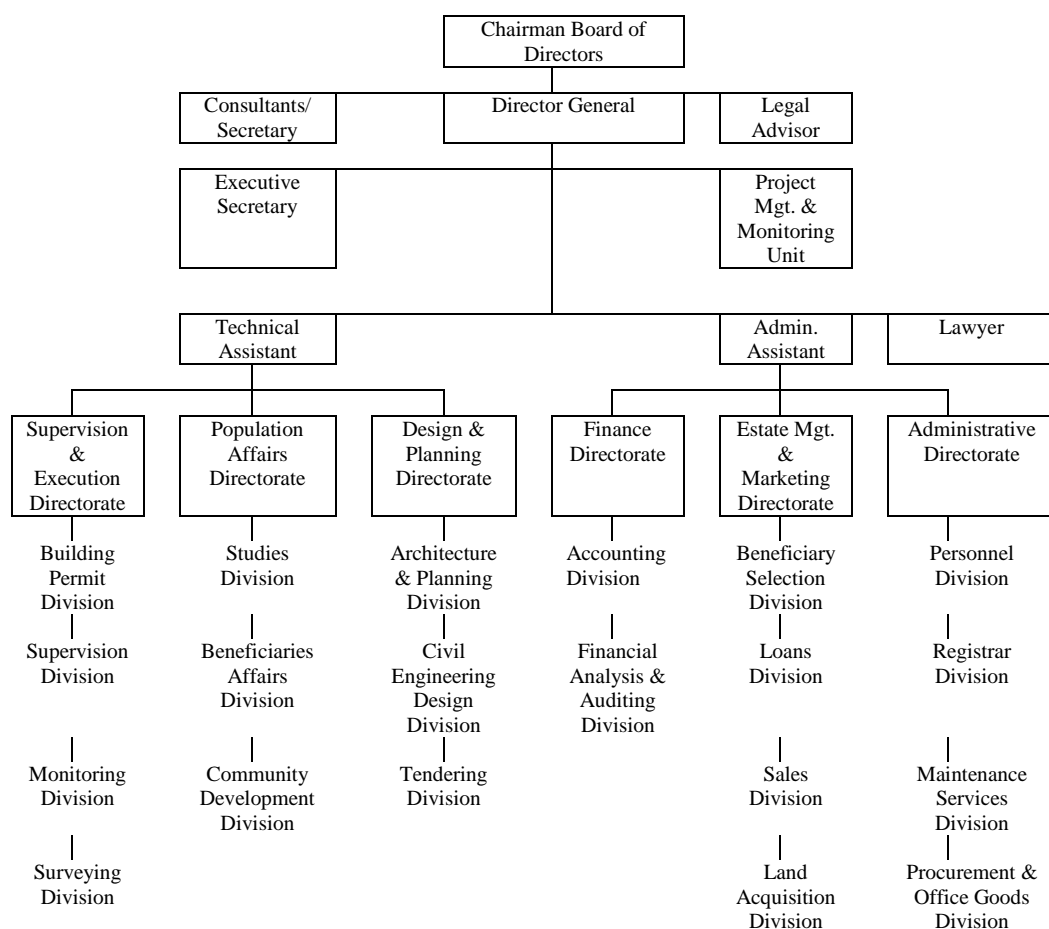 Chairman Board of
Directors
Consultants/
Secretary
Director General
Legal
Advisor
Executive
Secretary
Project
Mgt. &
Monitoring
Unit
Technical
Assistant
Admin.
Assistant
Lawyer
Supervision
&
Execution
Directorate
Population
Affairs
Directorate
Design &
Planning
Directorate
Finance
Directorate
Estate Mgt.
&
Marketing
Directorate
Administrative
Directorate
Building
Permit
Division
Studies
Division
Architecture
& Planning
Division
Accounting
Division
Beneficiary
Selection
Division
Personnel
Division
Supervision
Division
Beneficiaries
Affairs
Division
Civil
Engineering
Design
Division
Financial
Analysis &
Auditing
Division
Loans
Division
Registrar
Division
Monitoring
Division
Community
Development
Division
Tendering
Division
Sales
Division
Maintenance
Services
Division
Surveying
Division
Land
Acquisition
Division
Procurement &
Office Goods
Division